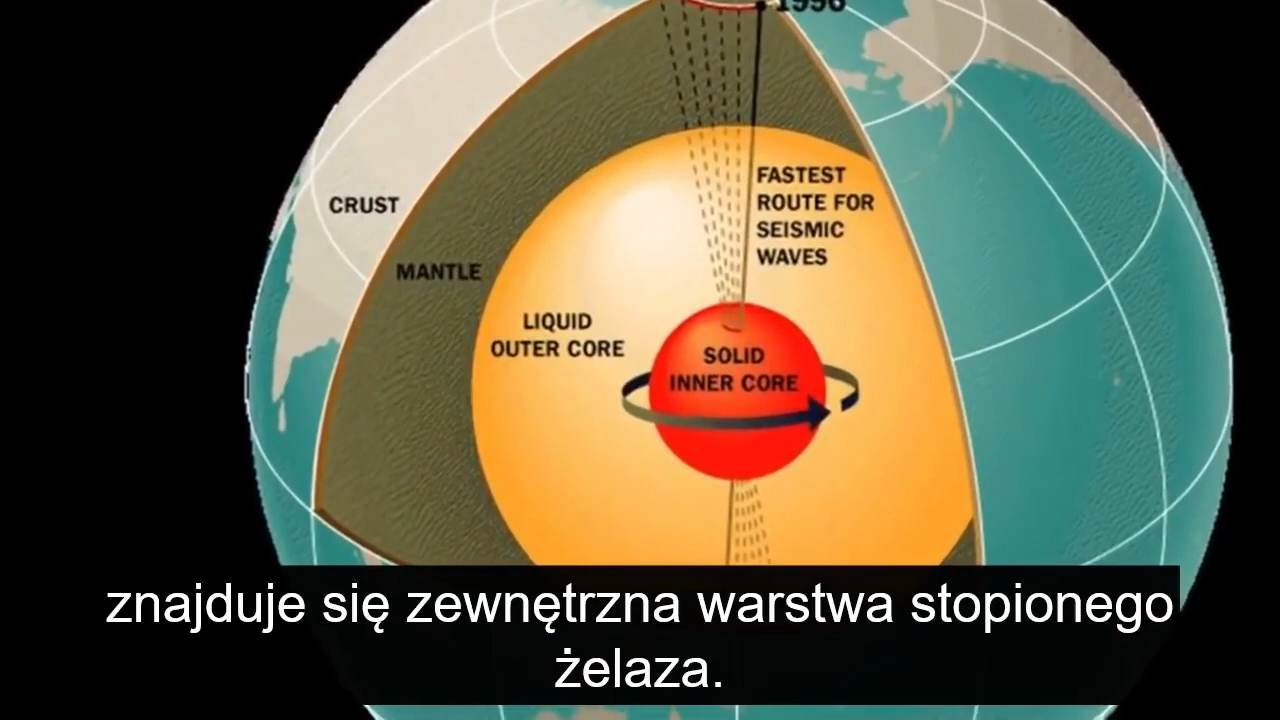 1996
FASTEST
ROUTE FOR
SEISMIC
WAVES
CRUST
MANTLE
LIQUID
OUTER CORE
SOLID
INNER CORE
znajduje się zewnętrzna warstwa stopionego
żelaza.